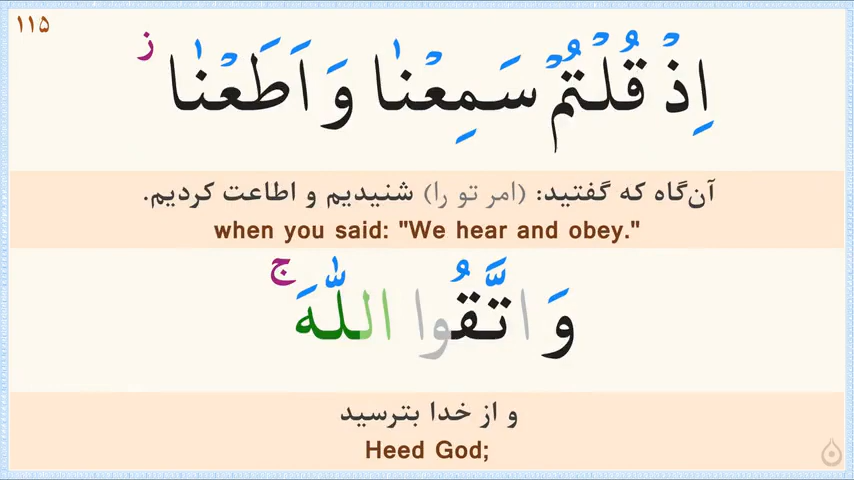 ۱۱۵
اِذْ قُلْتُمْ سَمِعْنٰا وَ اَطَعْنٰا ز
آن‌گاه که گفتید: (امر تو را) شنیدیم و اطاعت کردیم.
when you said: "We hear and obey."
وَ اتَّقُوا اللّٰهَ ج
و از خدا بترسید
Heed God;